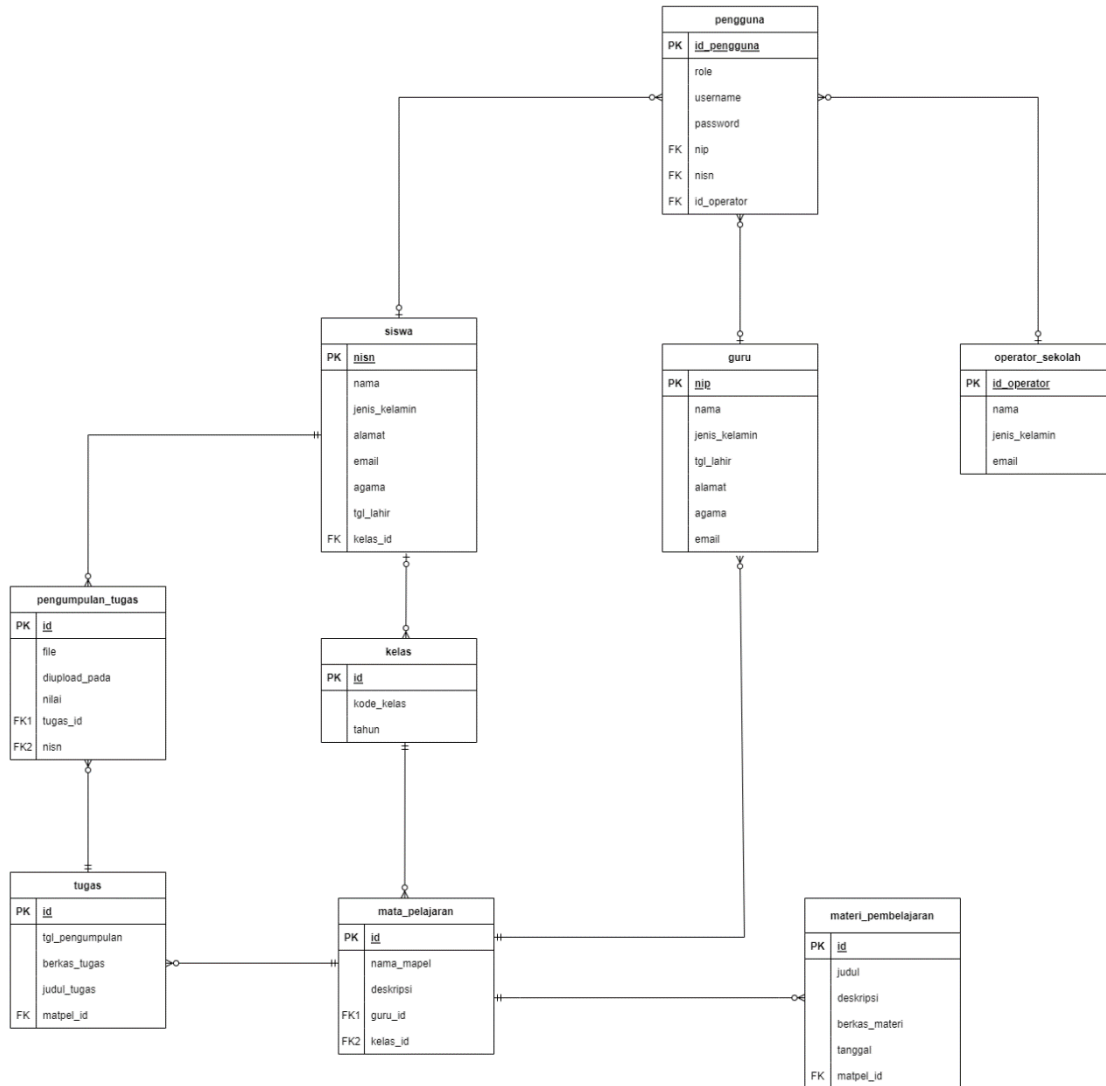 pengguna
PK id_pengguna
role
username
password
FK nip
FK nisn
FK id_operator
siswa
PK nisn
nama
jenis_kelamin
alamat
email
agama
tgl_lahir
FK kelas_id
guru
PK nip
nama
jenis_kelamin
tgl_lahir
alamat
agama
email
operator_sekolah
PK id_operator
nama
jenis_kelamin
email
pengumpulan_tugas
PK id
file
diupload_pada
nilai
FK1 tugas_id
FK2 nisn
kelas
PK id
kode_kelas
tahun
tugas
PK id
tgl_pengumpulan
berkas_tugas
judul_tugas
FK matpel_id
mata_pelajaran
PK id
nama_mapel
deskripsi
FK1 guru_id
FK2 kelas_id
materi_pembelajaran
PK id
judul
deskripsi
berkas_materi
tanggal
FK matpel_id